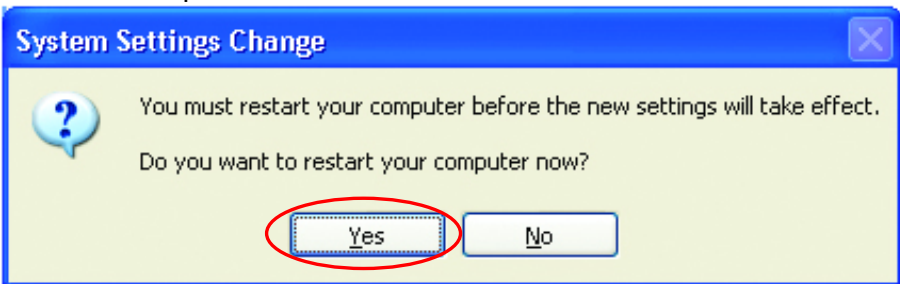 System Settings Change
You must restart your computer before the new settings will take effect.
Do you want to restart your computer now?
Yes No